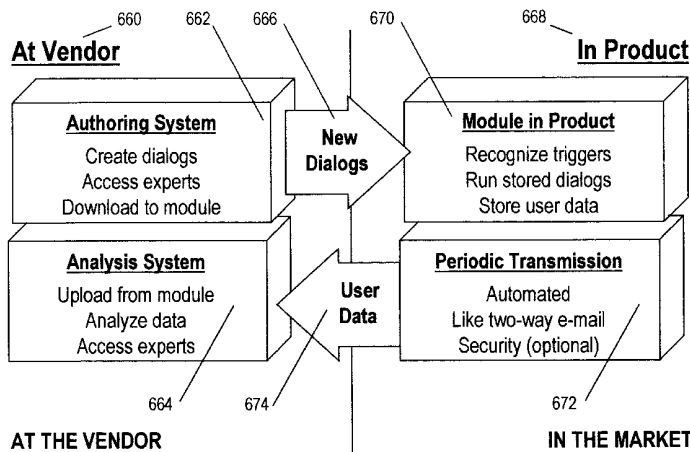 660
662
666
670
668
At Vendor
In Product
Authoring System
Create dialogs
Access experts
Download to module
New
Dialogs
Module in Product
Recognize triggers
Run stored dialogs
Store user data
Analysis System
Upload from module
Analyze data
Access experts
User
Data
Periodic Transmission
Automated
Like two-way e-mail
Security (optional)
664
674
672
AT THE VENDOR
IN THE MARKET